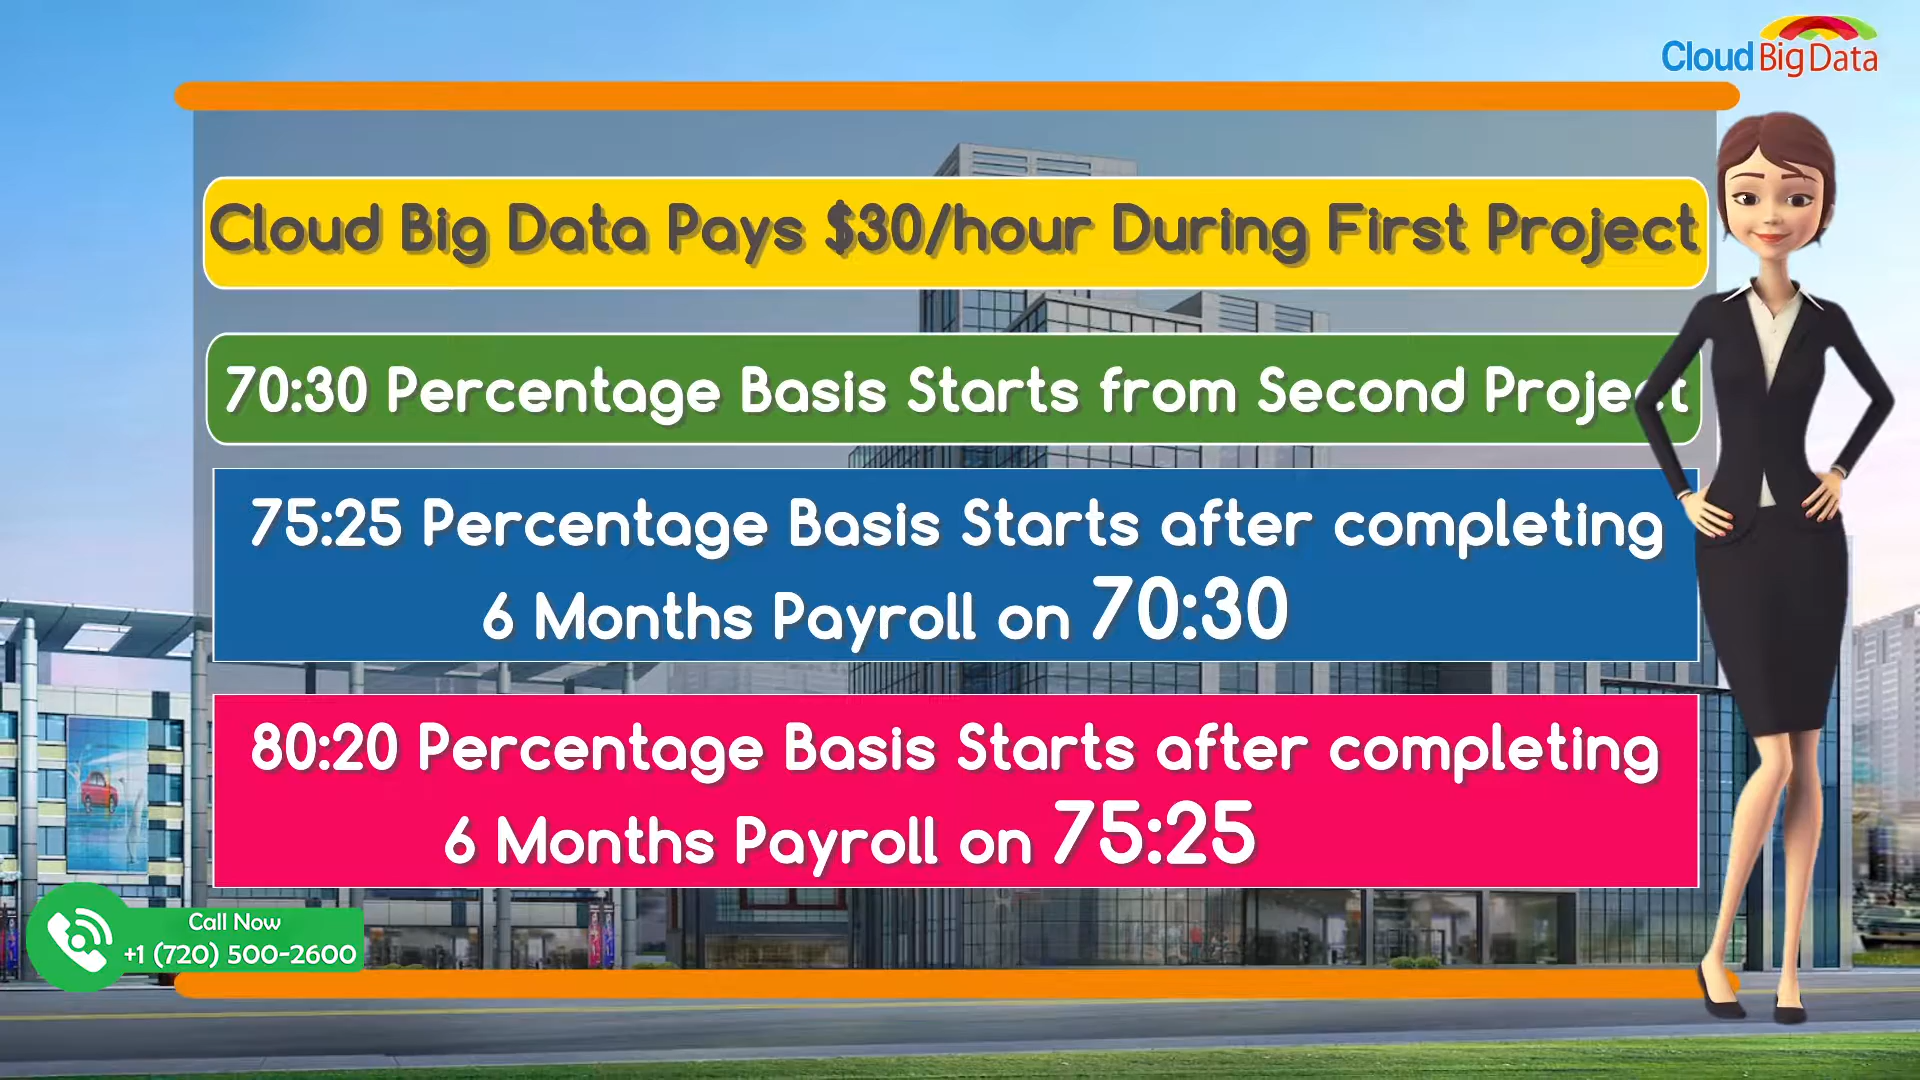 Cloud Big Data
Cloud Big Data Pays $30/hour During First Project
70:30 Percentage Basis Starts from Second Project
75:25 Percentage Basis Starts after completing
6 Months Payroll on 70:30
80:20 Percentage Basis Starts after completing
6 Months Payroll on 75:25
Call Now
+1 (720) 500-2600